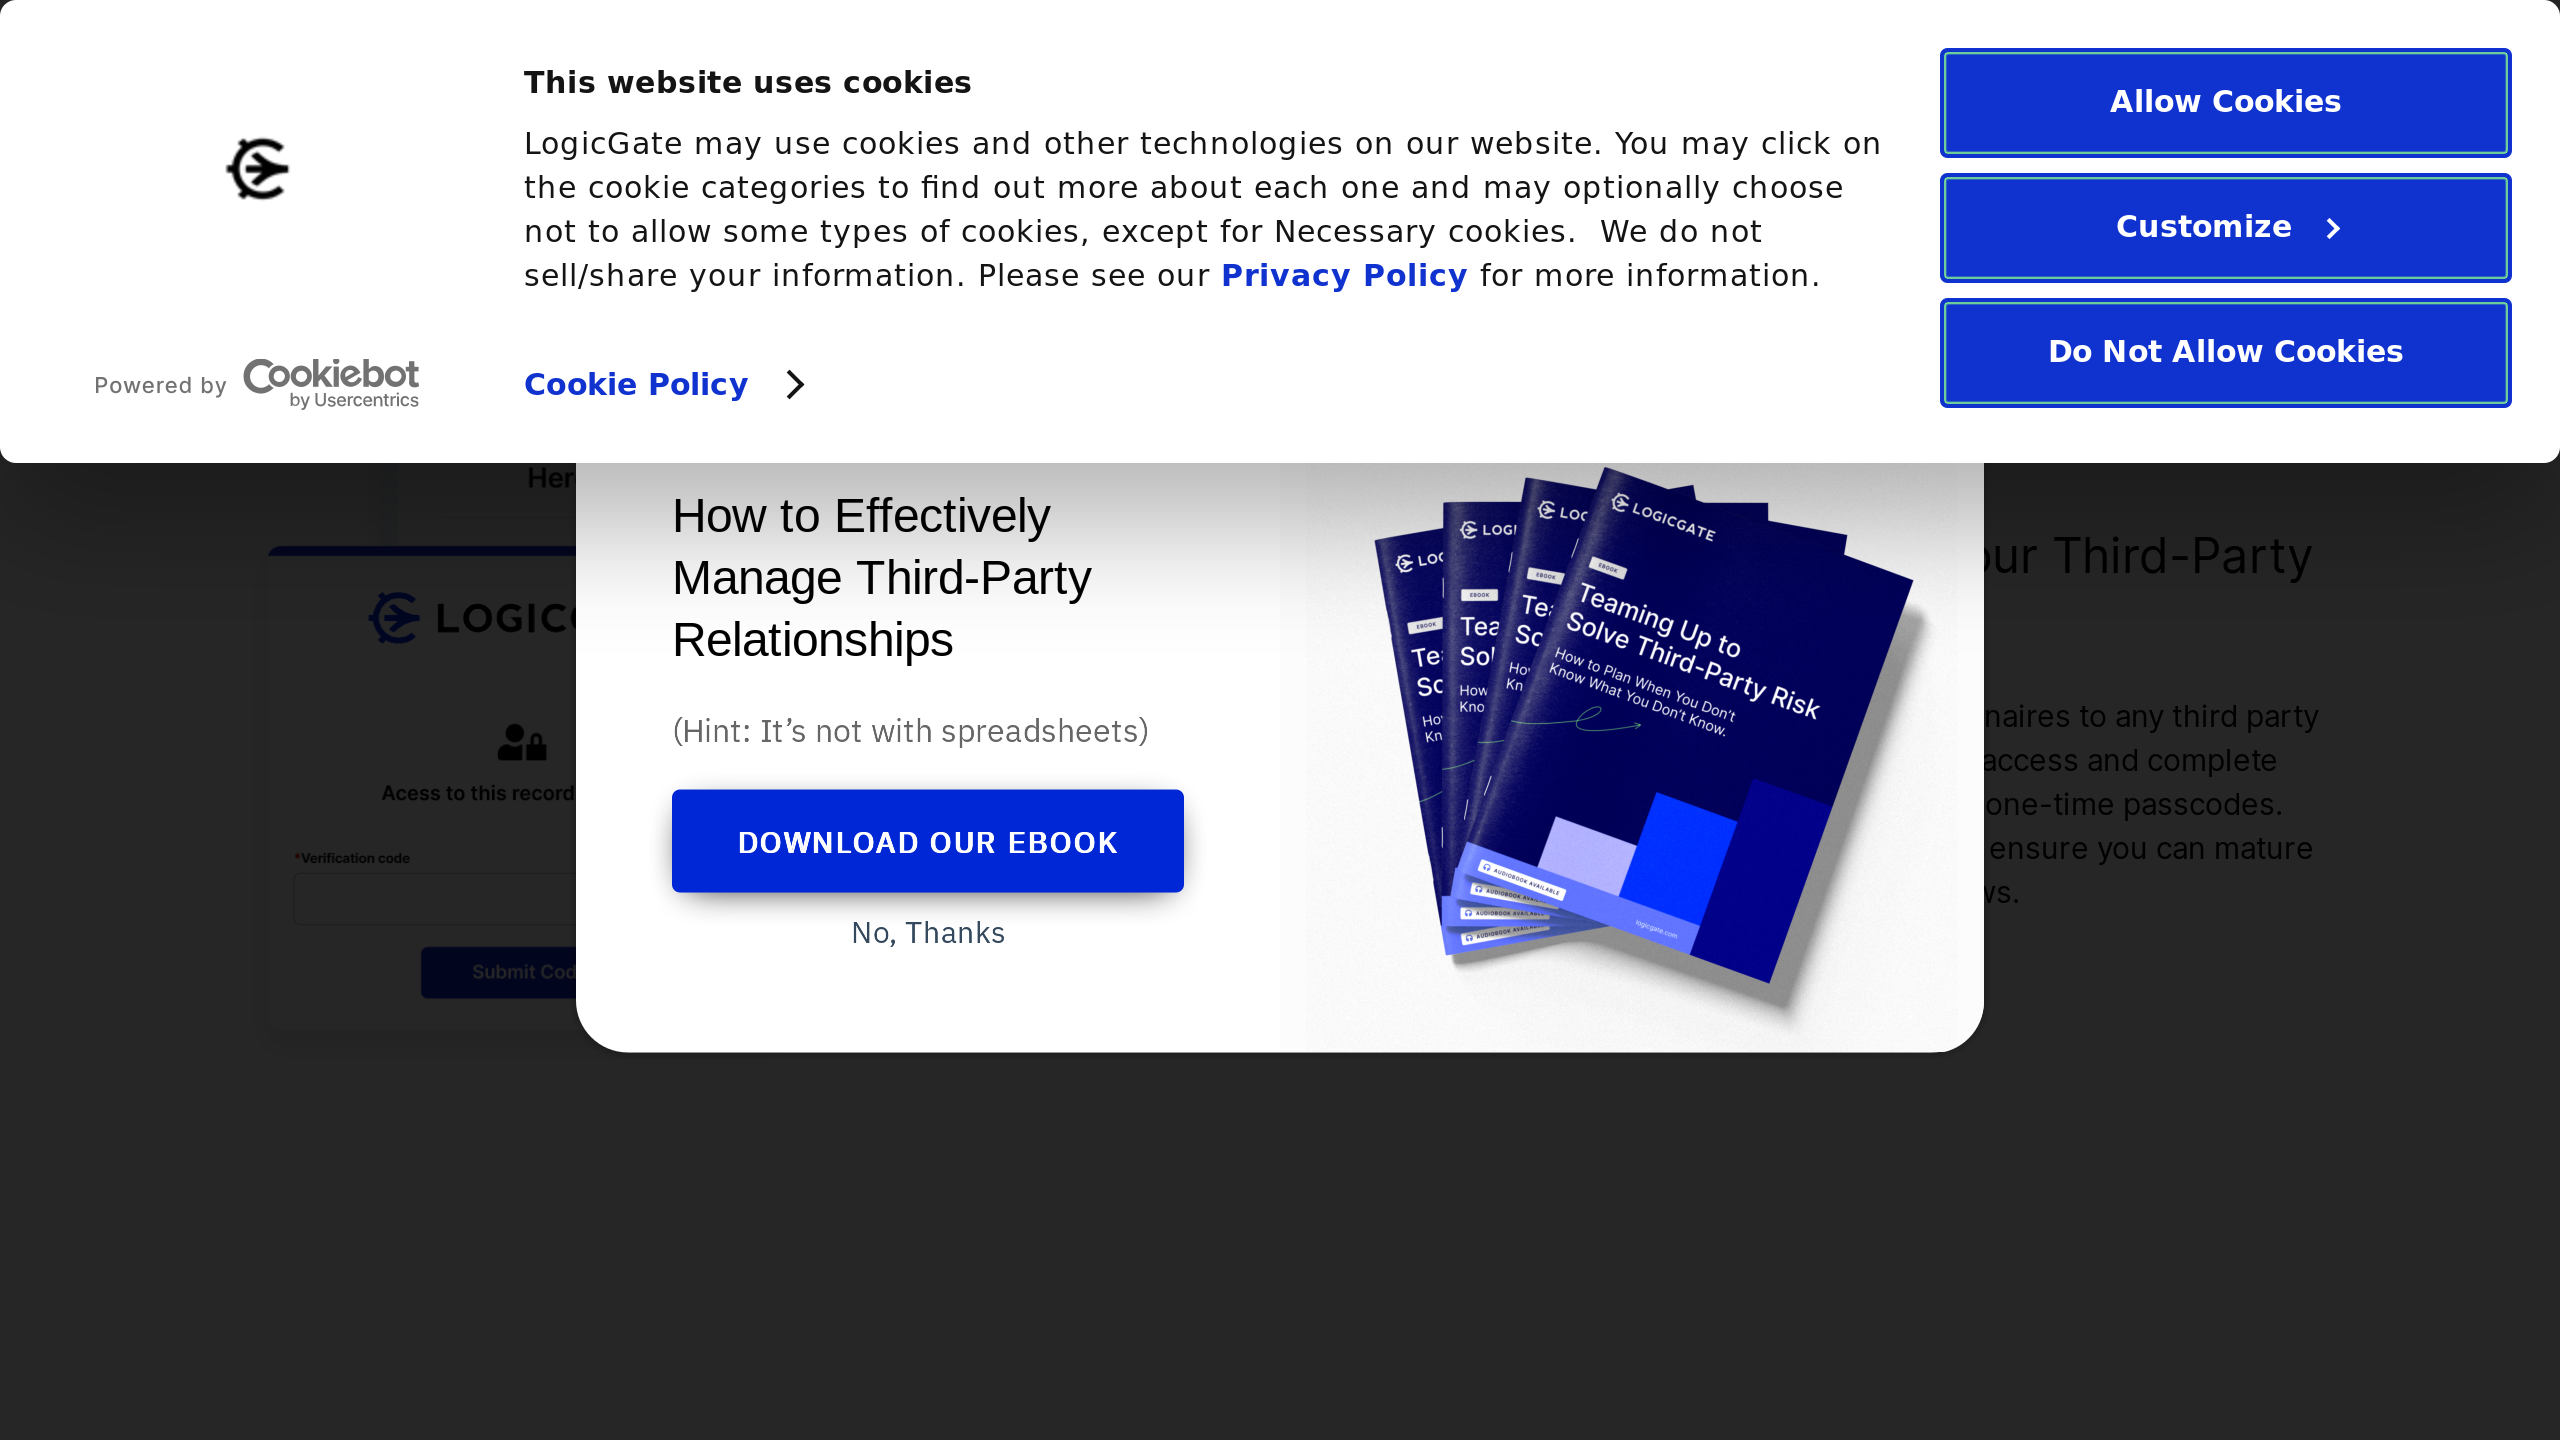 This website uses cookies
LogicGate may use cookies and other technologies on our website. You may click on
the cookie categories to find out more about each one and may optionally choose
not to allow some types of cookies, except for Necessary cookies.  We do not
sell/share your information. Please see our Privacy Policy for more information.
Powered by Cookiebot
by Usercentrics
Cookie Policy
Allow Cookies
Customize
Do Not Allow Cookies
How to Effectively
Manage Third-Party
Relationships
(Hint: It’s not with spreadsheets)
DOWNLOAD OUR EBOOK
No, Thanks
LOGICGATE
EBOOK
Teaming Up to
Solve Third-Party Risk
How to Plan When You Don't
Know What You Don't Know.
AUDIOBOOK AVAILABLE
logicgate.com
Acess to this record
*Verification code
Third-Party
to any third party
access and complete
one-time passcodes.
ensure you can mature